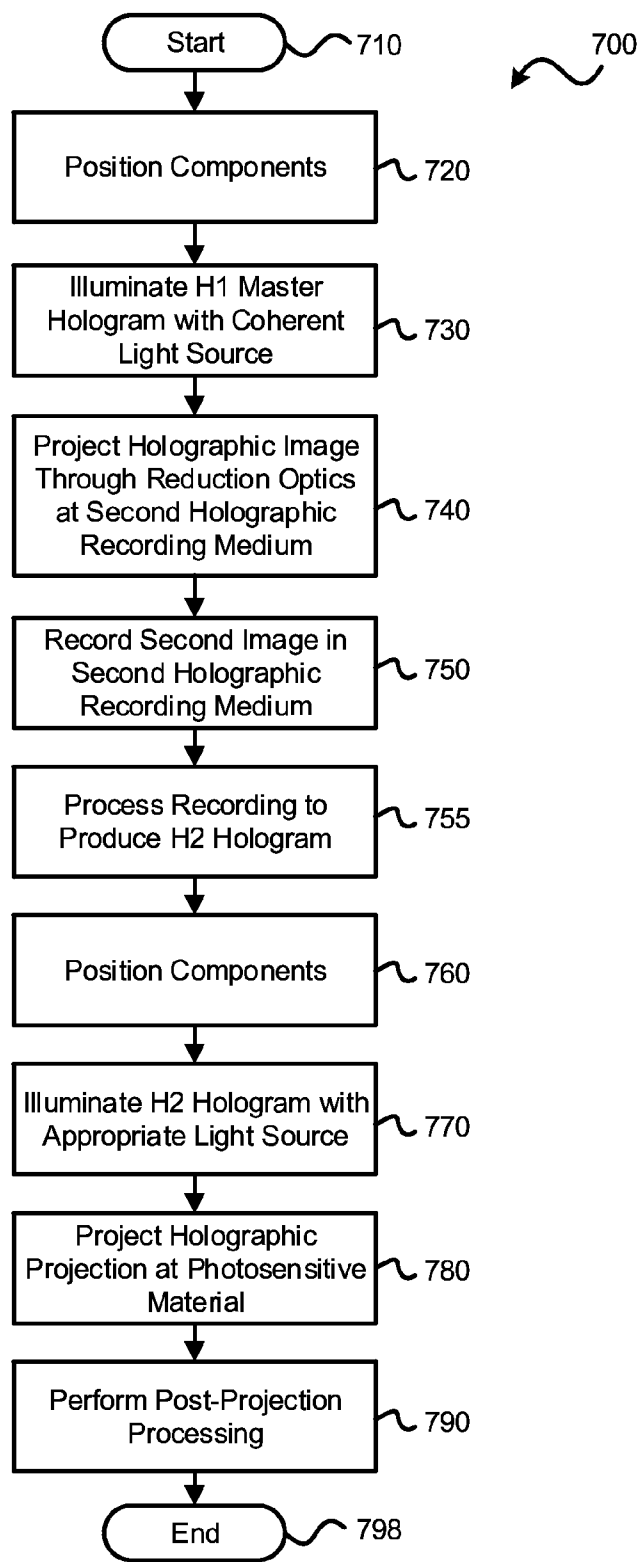 Start
710
700
Position Components
720
Illuminate H1 Master
Hologram with Coherent
Light Source
730
Project Holographic Image
Through Reduction Optics
at Second Holographic
Recording Medium
740
Record Second Image in
Second Holographic
Recording Medium
750
Process Recording to
Produce H2 Hologram
755
Position Components
760
Illuminate H2 Hologram with
Appropriate Light Source
770
Project Holographic
Projection at Photosensitive
Material
780
Perform Post-Projection
Processing
790
End
798